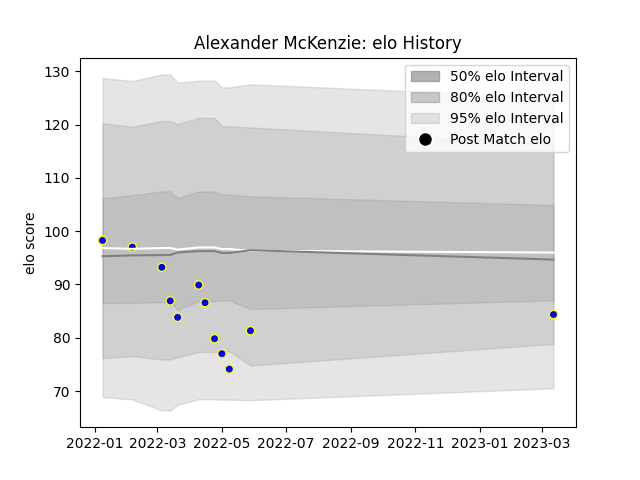 Alexander McKenzie: elo History
50% elo Interval
80% elo Interval
95% elo Interval
Post Match elo
elo score
130
120
110
100
90
80
70
2022-01 2022-03 2022-05 2022-07 2022-09 2022-11 2023-01 2023-03